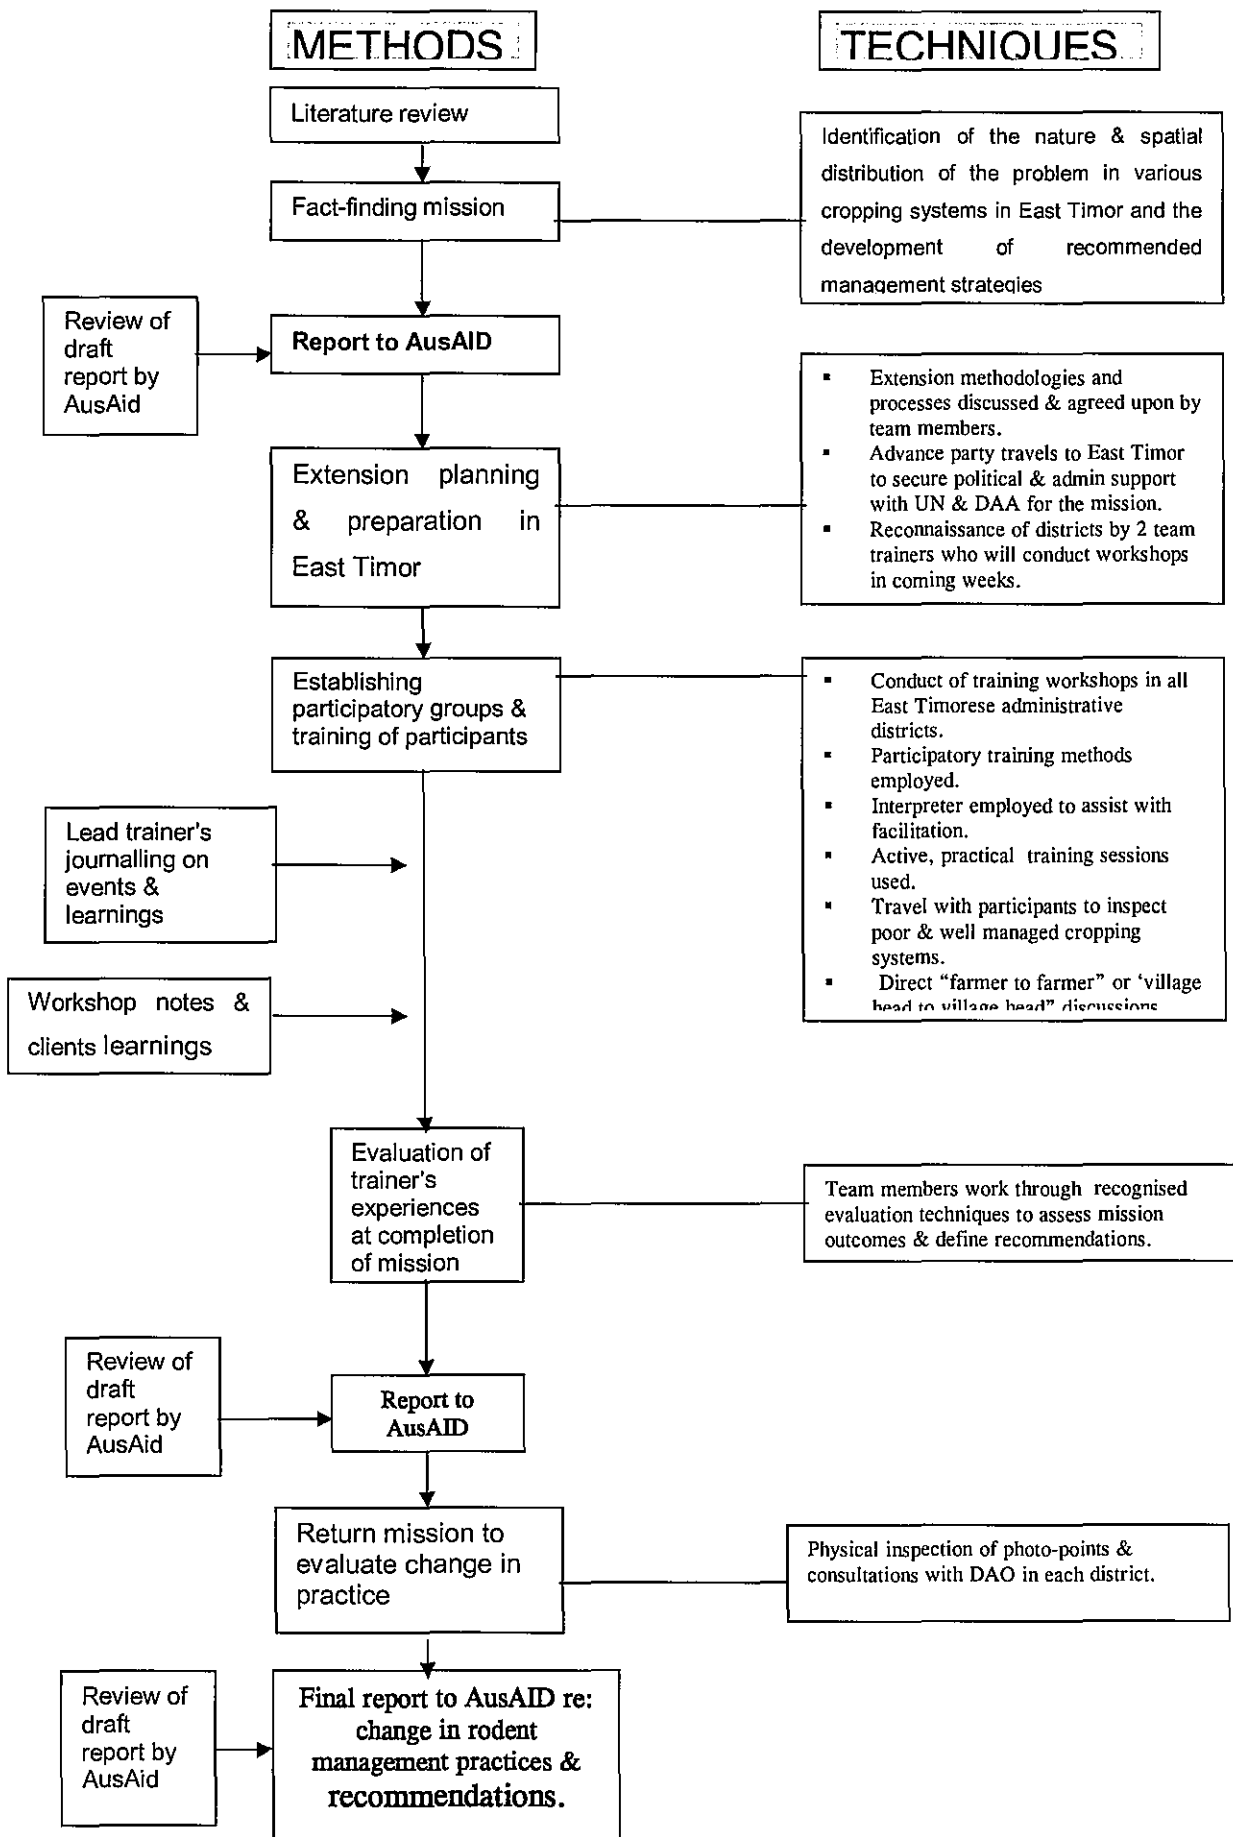 METHODS
TECHNIQUES
Literature review
Identification of the nature & spatial
distribution of the problem in various
cropping systems in East Timor and the
development of recommended
management strategies
Fact-finding mission
Review of
draft
report by
AusAid
Report to AusAID
▪ Extension methodologies and
processes discussed & agreed upon by
team members.
▪ Advance party travels to East Timor
to secure political & admin support
with UN & DAA for the mission.
▪ Reconnaissance of districts by 2 team
trainers who will conduct workshops
in coming weeks.
Extension planning
& preparation in
East Timor
Establishing
participatory groups &
training of participants
▪ Conduct of training workshops in all
East Timorese administrative
districts.
▪ Participatory training methods
employed.
▪ Interpreter employed to assist with
facilitation.
▪ Active, practical training sessions
used.
▪ Travel with participants to inspect
poor & well managed cropping
systems.
▪ Direct “farmer to farmer” or ‘village
head to village head” discussions
Lead trainer's
journalling on
events &
learnings
Workshop notes &
clients learnings
Evaluation of
trainer's
experiences
at completion
of mission
Team members work through recognised
evaluation techniques to assess mission
outcomes & define recommendations.
Review of
draft
report by
AusAid
Report to
AusAID
Return mission to
evaluate change in
practice
Physical inspection of photo-points &
consultations with DAO in each district.
Review of
draft
report by
AusAid
Final report to AusAID re:
change in rodent
management practices &
recommendations.